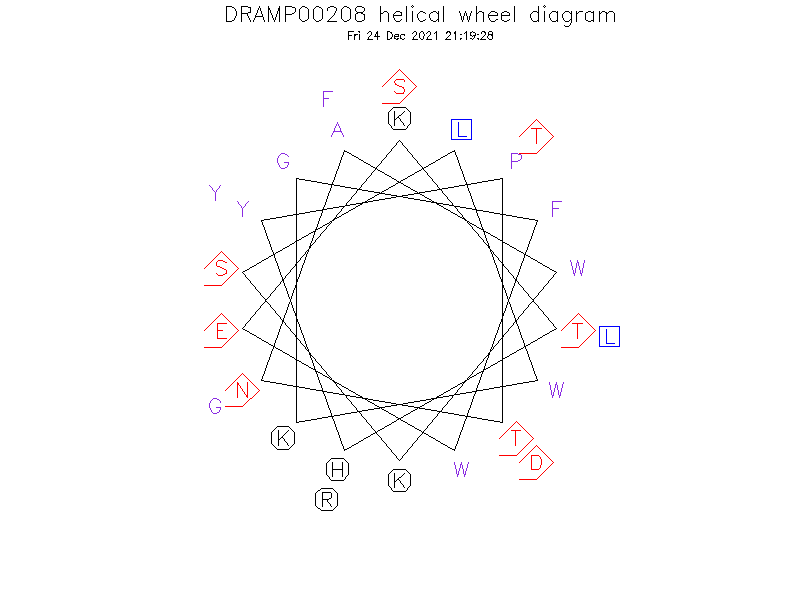 DRAMP00208 helical wheel diagram
Fri 24 Dec 2021 21:19:28
S
F
K
A
L
T
G
P
Y
Y
F
S
W
E
T
L
N
W
G
K
T
D
H
W
K
R